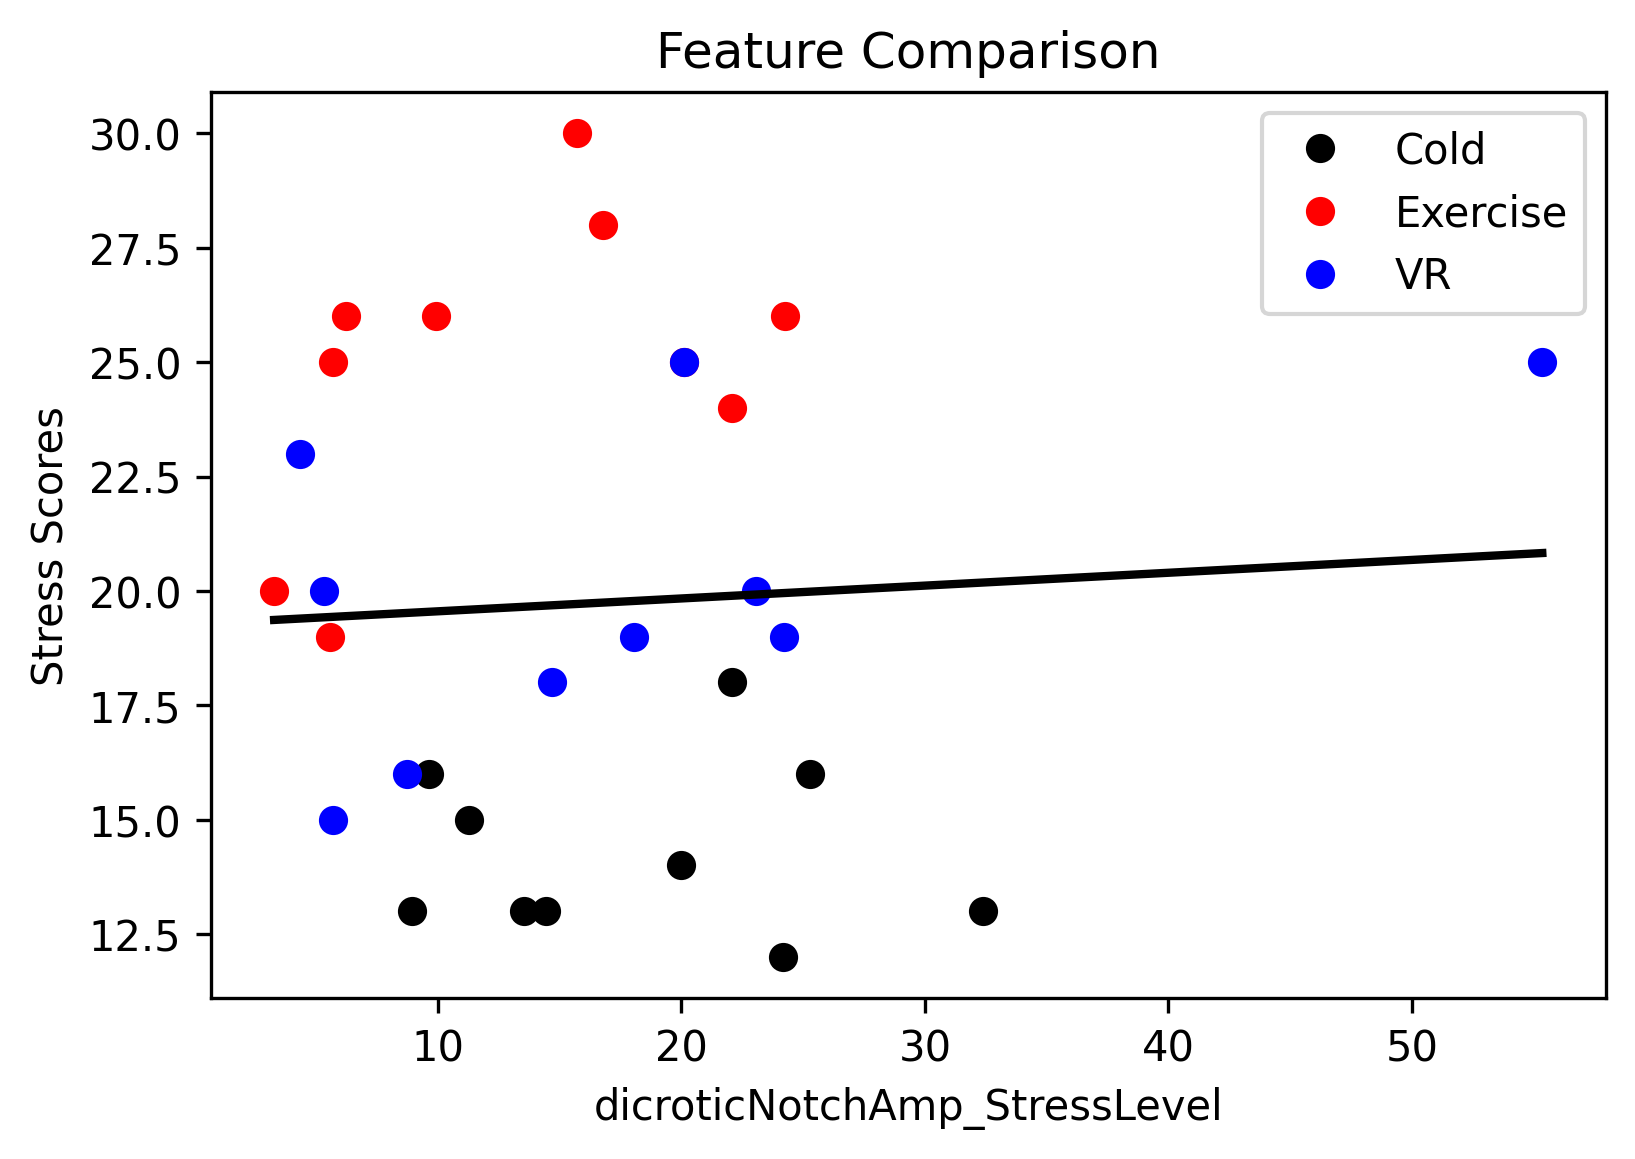 Feature Comparison
Cold
Exercise
VR
30.0
27.5
25.0
22.5
20.0
17.5
15.0
12.5
Stress Scores
10 20 30 40 50
dicroticNotchAmp_StressLevel